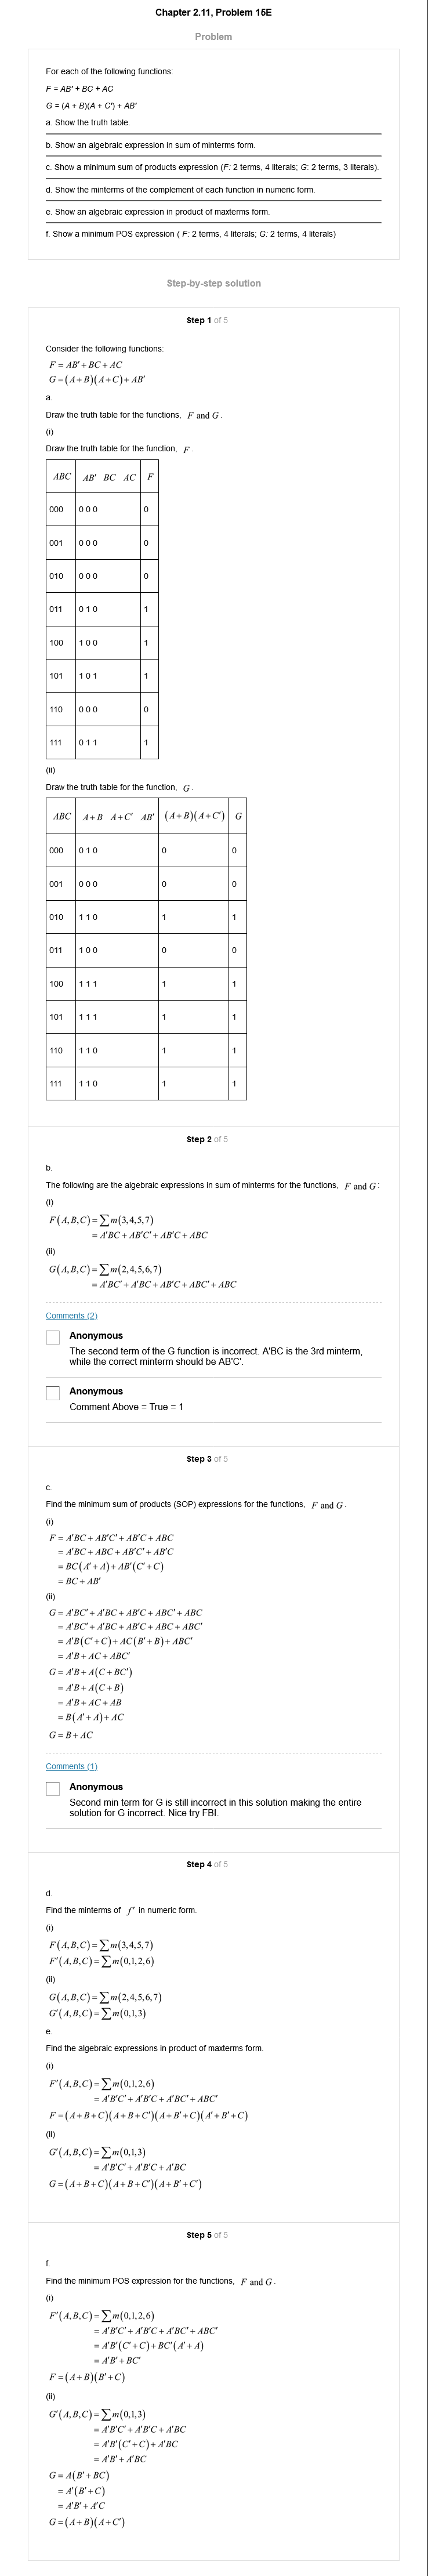 Chapter 2.11, Problem 15E
Problem
For each of the following functions:
F = AB′ + BC + AC
G = (A + B)(A + C′) + AB′
a. Show the truth table.
b. Show an algebraic expression in sum of minterms form.
c. Show a minimum sum of products expression (F: 2 terms, 4 literals; G: 2 terms, 3 literals).
d. Show the minterms of the complement of each function in numeric form.
e. Show an algebraic expression in product of maxterms form.
f. Show a minimum POS expression ( F: 2 terms, 4 literals; G: 2 terms, 4 literals)
Step-by-step solution
Step 1 of 5
Consider the following functions:
F = AB′ + BC + AC
G = (A + B)(A + C) + AB′
a.
Draw the truth table for the functions, F and G .
(i)
Draw the truth table for the function, F .
ABC AB′ BC AC F
000 0 0 0 0
001 0 0 0 0
010 0 0 0 0
011 0 1 0 1
100 1 0 0 1
101 1 0 1 1
110 0 0 0 0
111 0 1 1 1
(ii)
Draw the truth table for the function, G .
ABC A+B A+C′ AB′ (A+B)(A+C′) G
000 0 1 0 0 0
001 0 0 0 0 0
010 1 1 0 1 1
011 1 0 0 0 0
100 1 1 1 1 1
101 1 1 1 1 1
110 1 1 0 1 1
111 1 1 0 1 1
Step 2 of 5
b.
The following are the algebraic expressions in sum of minterms for the functions, F and G :
(i)
F(A,B,C) = ∑m(3,4,5,7)
= A′BC + AB′C′ + AB′C + ABC
(ii)
G(A,B,C) = ∑m(2,4,5,6,7)
= A′BC′ + A′BC + AB′C + ABC′ + ABC
Comments (2)
Anonymous
The second term of the G function is incorrect. A'BC is the 3rd minterm,
while the correct minterm should be AB'C'.
Anonymous
Comment Above = True = 1
Step 3 of 5
c.
Find the minimum sum of products (SOP) expressions for the functions, F and G .
(i)
F = A′BC + AB′C′ + AB′C + ABC
= A′BC + ABC + AB′C′ + AB′C
= BC(A′ + A) + AB′(C′ + C)
= BC + AB′
(ii)
G = A′BC′ + A′BC + AB′C + ABC′ + ABC
= A′BC′ + A′BC + AB′C + ABC + ABC′
= A′B(C′ + C) + AC(B′ + B) + ABC′
= A′B + AC + ABC′
G = A′B + A(C + BC′)
= A′B + A(C + B)
= A′B + AC + AB
= B(A′ + A) + AC
G = B + AC
Comments (1)
Anonymous
Second min term for G is still incorrect in this solution making the entire
solution for G incorrect. Nice try FBI.
Step 4 of 5
d.
Find the minterms of f′ in numeric form.
(i)
F(A,B,C) = ∑m(3,4,5,7)
F′(A,B,C) = ∑m(0,1,2,6)
(ii)
G(A,B,C) = ∑m(2,4,5,6,7)
G′(A,B,C) = ∑m(0,1,3)
e.
Find the algebraic expressions in product of maxterms form.
(i)
F′(A,B,C) = ∑m(0,1,2,6)
= A′B′C′ + A′B′C + A′BC′ + ABC′
F = (A + B + C)(A + B + C′)(A + B′ + C)(A′ + B′ + C)
(ii)
G′(A,B,C) = ∑m(0,1,3)
= A′B′C′ + A′B′C + A′BC
G = (A + B + C)(A + B + C′)(A + B′ + C′)
Step 5 of 5
f.
Find the minimum POS expression for the functions, F and G .
(i)
F′(A,B,C) = ∑m(0,1,2,6)
= A′B′C′ + A′B′C + A′BC′ + ABC′
= A′B′(C′ + C) + BC′(A′ + A)
= A′B′ + BC′
F = (A + B)(B′ + C)
(ii)
G′(A,B,C) = ∑m(0,1,3)
= A′B′C′ + A′B′C + A′BC
= A′B′(C′ + C) + A′BC
= A′B′ + A′BC
G = A(B′ + BC)
= A′(B′ + C)
= A′B′ + A′C
G = (A + B)(A + C′)